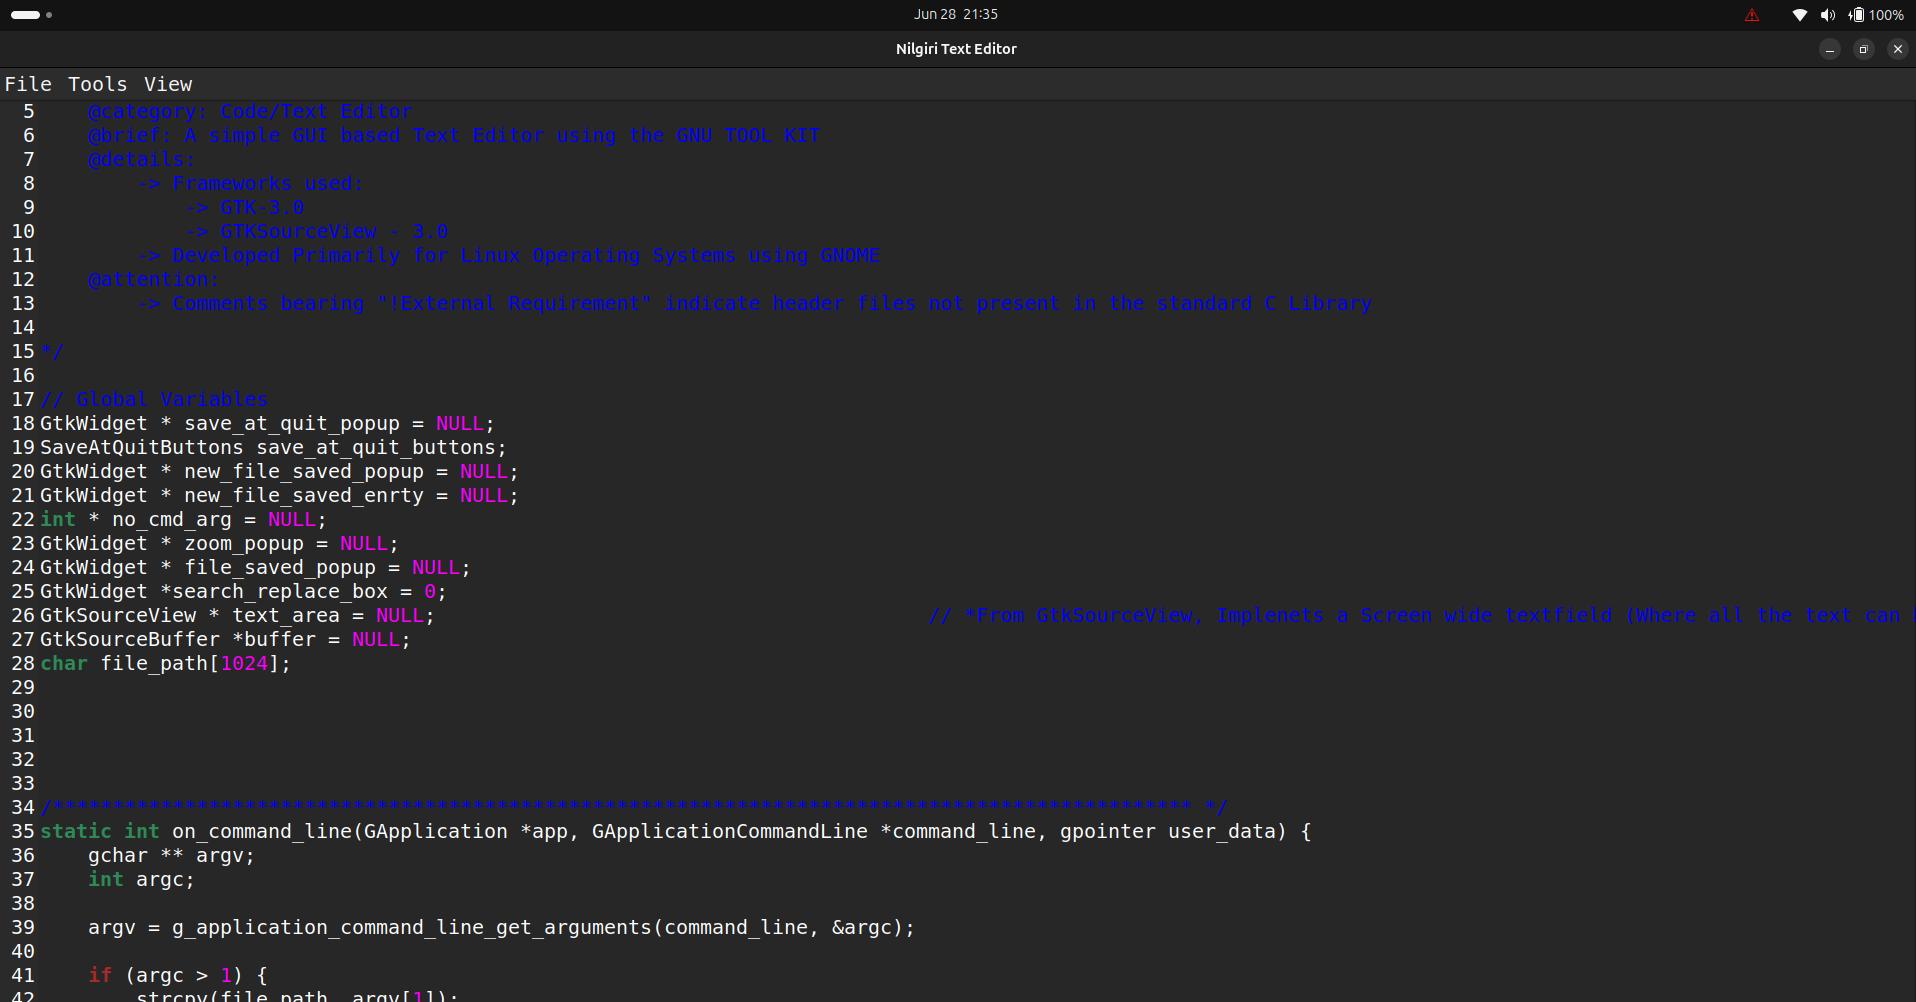 Jun 28 21:35
100%
Nilgiri Text Editor
File Tools View
5 @category: Code/Text Editor
6 @brief: A simple GUI based Text Editor using the GNU TOOL KIT
7 @details:
8 -> Frameworks used:
9 -> GTK-3.0
10 -> GTKSourceView - 3.0
11 -> Developed Primarily for Linux Operating Systems using GNOME
12 @attention:
13 -> Comments bearing "!External Requirement" indicate header files not present in the standard C Library
14
15 */
16
17 // Global Variables
18 GtkWidget * save_at_quit_popup = NULL;
19 SaveAtQuitButtons save_at_quit_buttons;
20 GtkWidget * new_file_saved_popup = NULL;
21 GtkWidget * new_file_saved_enrty = NULL;
22 int * no_cmd_arg = NULL;
23 GtkWidget * zoom_popup = NULL;
24 GtkWidget * file_saved_popup = NULL;
25 GtkWidget *search_replace_box = 0;
26 GtkSourceView * text_area = NULL; // *From GtkSourceView, Implenets a Screen wide textfield (Where all the text can
27 GtkSourceBuffer *buffer = NULL;
28 char file_path[1024];
29
30
31
32
33
34 /*********************************************************************************************** */
35 static int on_command_line(GApplication *app, GApplicationCommandLine *command_line, gpointer user_data) {
36 gchar ** argv;
37 int argc;
38
39 argv = g_application_command_line_get_arguments(command_line, &argc);
40
41 if (argc > 1) {
42 strcpy(file_path, argv[1]);